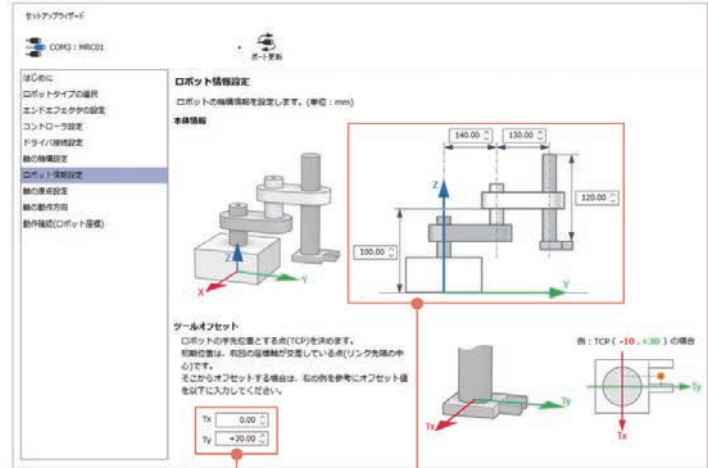 セットアップウィザード
COM3 : MRC01
ポート更新
はじめに
ロボットタイプの選択
エンドエフェクタの設定
コントローラ設定
ドライバ接続設定
軸の機構設定
ロボット情報設定
軸の原点設定
軸の動作方向
動作確認(ロボット座標)
ロボット情報設定
ロボットの機構情報を設定します。(単位:mm)
本体情報
Z
X
Y
140.00
130.00
Z
120.00
100.00
Y
ツールオフセット
ロボットの手先位置とする点(TCP)を決めます。
初期位置は、右図の座標軸が交差している点(リンク先端の中
心)です。
そこからオフセットする場合は、右の例を参考にオフセット値
を以下に入力してください。
Tx 0.00
Ty +30.00
Tx
Ty
例:TCP ( -10 , +30 ) の場合
Ty
Tx